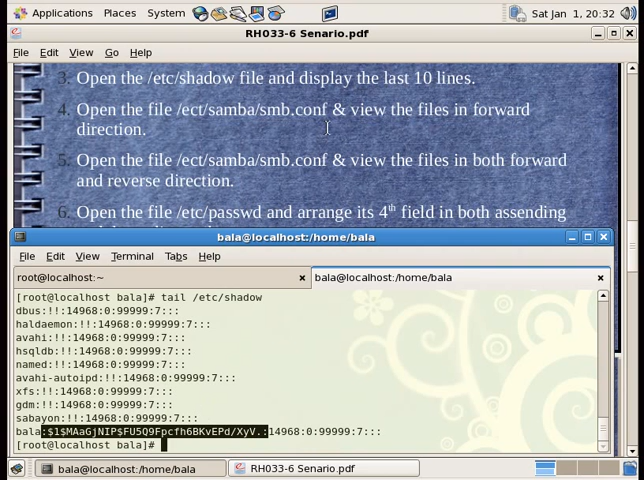 Applications Places System Sat Jan 1, 20:32
RH033-6 Senario.pdf
File Edit View Go Help
3. Open the /etc/shadow file and display the last 10 lines.
4. Open the file /ect/samba/smb.conf & view the files in forward
direction.
5. Open the file /ect/samba/smb.conf & view the files in both forward
and reverse direction.
6. Open the file /etc/passwd and arrange its 4th field in both assending
bala@localhost:/home/bala
File Edit View Terminal Tabs Help
root@localhost:~ bala@localhost:/home/bala
[root@localhost bala]# tail /etc/shadow
dbus:!!:14968:0:99999:7:::
haldaemon:!!:14968:0:99999:7:::
avahi:!!:14968:0:99999:7:::
hsqldb:!!:14968:0:99999:7:::
named:!!:14968:0:99999:7:::
avahi-autoipd:!!:14968:0:99999:7:::
xfs:!!:14968:0:99999:7:::
gdm:!!:14968:0:99999:7:::
sabayon:!!:14968:0:99999:7:::
bala:$1$MAaGjNIP$FU5Q9Fpcfh6BKvEPd/XyV.:14968:0:99999:7:::
[root@localhost bala]#
bala@localhost:/home/bala RH033-6 Senario.pdf